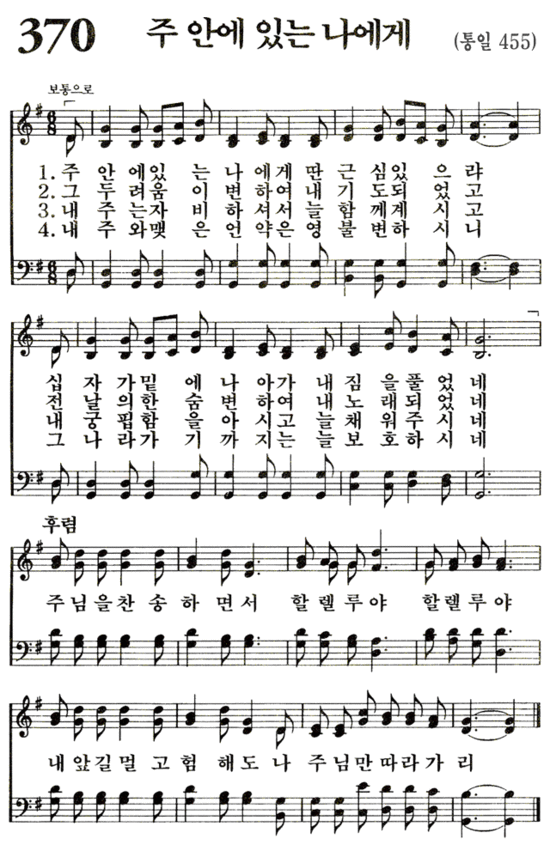 370 주 안에 있는 나에게 (통일 455)
보통으로
1. 주 안 에 있 는 나 에 게 딴 근 심 있 으 랴
2. 그 두 려 움 이 변 하 여 내 기 도 되 었 고
3. 내 주 는 자 비 하 셔 서 늘 함 께 계 시 고
4. 내 주 와 맺 은 언 약 은 영 불 변 하 시 니
십 자 가 밑 에 나 아 가 내 짐 을 풀 었 네
전 날 의 한 숨 변 하 여 내 노 래 되 었 네
내 궁 핍 함 을 아 시 고 늘 채 워 주 시 네
그 나 라 가 기 까 지 는 늘 보 호 하 시 네
후렴
주 님 을 찬 송 하 면 서 할 렐 루 야 할 렐 루 야
내 앞 길 멀 고 험 해 도 나 주 님 만 따 라 가 리